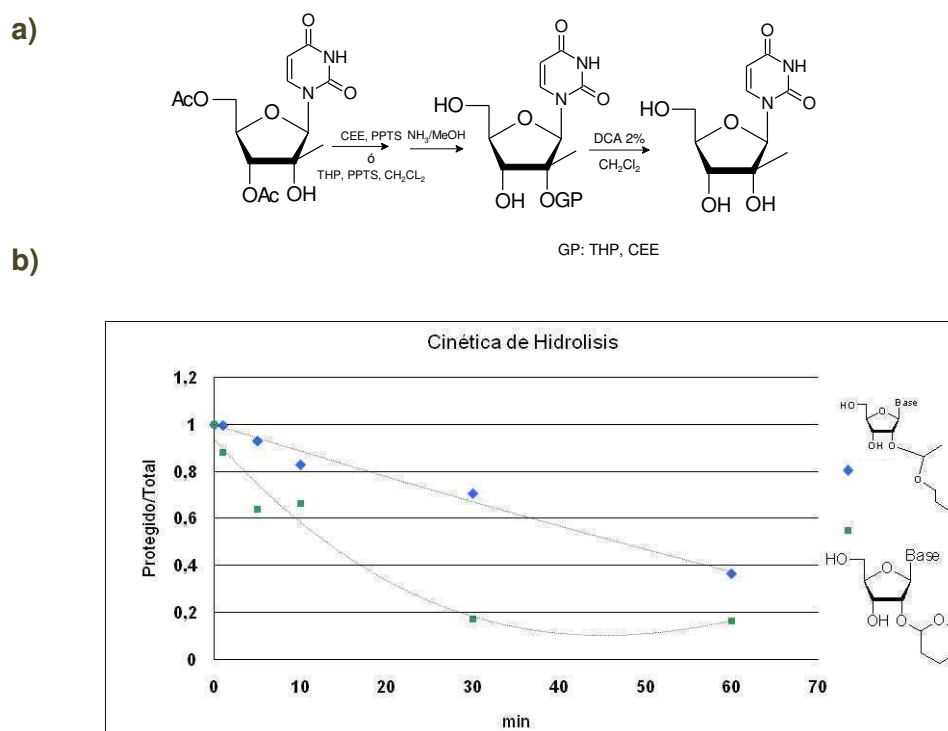 a)
O
NH
N
O
AcO
O
OAc
OH
CEE, PPTS
ó
THP, PPTS, CH2CL2
NH3/MeOH
O
NH
N
O
HO
O
OH
OGP
DCA 2%
CH2Cl2
O
NH
N
O
HO
O
OH
OH
GP: THP, CEE
b)
Cinética de Hidrolisis
1,2
1
0,8
0,6
0,4
0,2
0
Protegido/Total
0
10
20
30
40
50
60
70
min
HO
Base
O
OH
O
O
HO
Base
O
OH
O
O